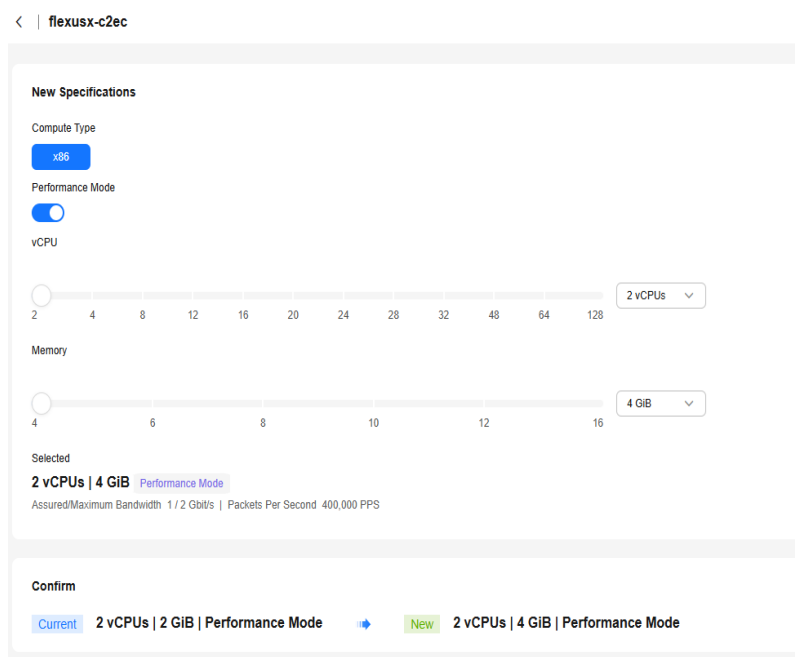 flexusx-c2ec
New Specifications
Compute Type
x86
Performance Mode
vCPU
2 vCPUs
2 4 8 12 16 20 24 28 32 48 64 128
Memory
4 GiB
4 6 8 10 12 16
Selected
2 vCPUs | 4 GiB Performance Mode
Assured/Maximum Bandwidth 1 / 2 Gbit/s | Packets Per Second 400,000 PPS
Confirm
Current 2 vCPUs | 2 GiB | Performance Mode New 2 vCPUs | 4 GiB | Performance Mode